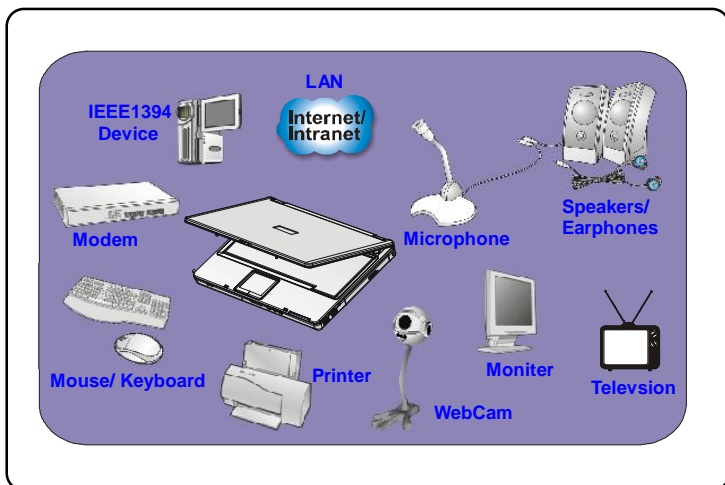 LAN
IEEE1394
Device
Internet/
Intranet
Speakers/
Earphones
Microphone
Modem
Mouse/ Keyboard
Printer
WebCam
Moniter
Televsion